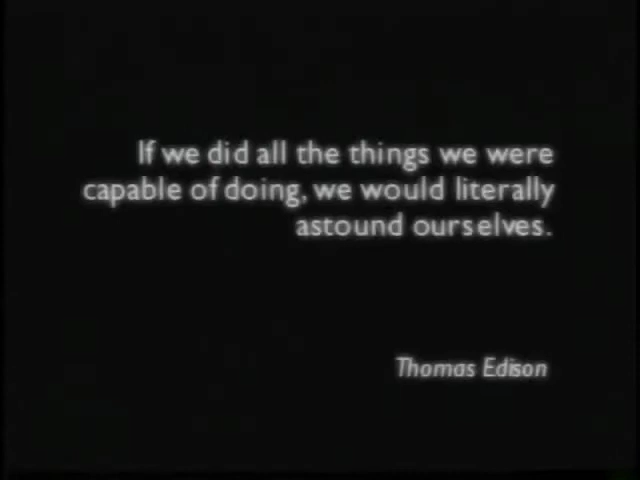 If we did all the things we were
capable of doing, we would literally
astound ourselves.
Thomas Edison